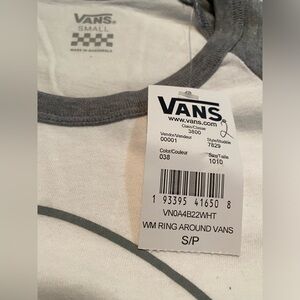 VANS
SMALL
MADE IN GUATEMALA
VANS
www.vans.com
Class/Classe
3800
2
Vendor/Vendeur
00001
Style/Modèle
7829
Color/Couleur
038
Size/Taille
1010
1 93395 41650 8
VN0A4B22WHT
WM RING AROUND VANS
S/P